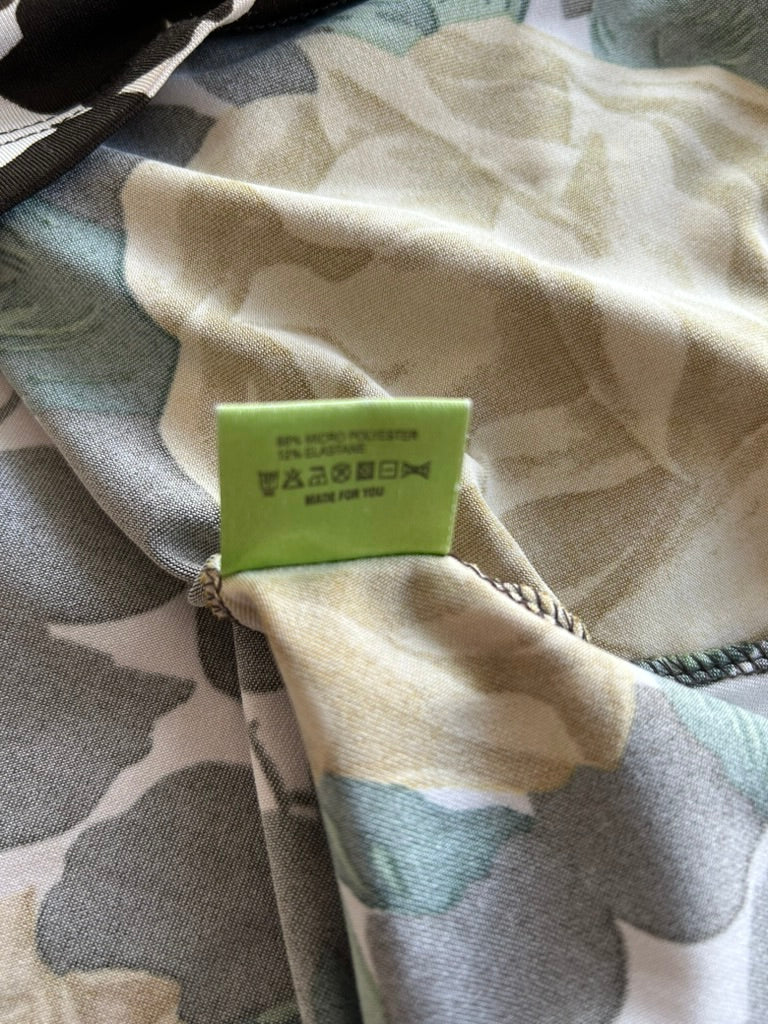 88% MICRO POLYESTER
12% ELASTANE
MADE FOR YOU